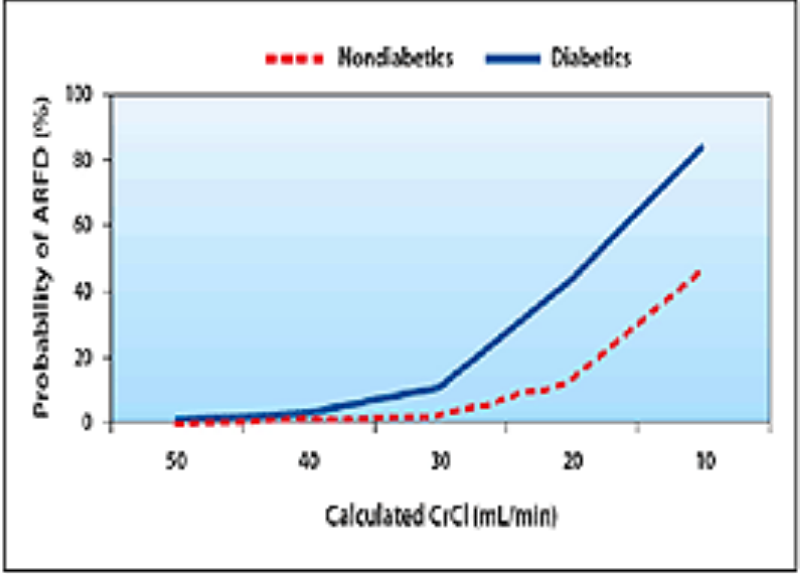 Nondiabetics Diabetics
Probability of ARFD (%)
100
80
60
40
20
0
50 40 30 20 10
Calculated CrCl (mL/min)